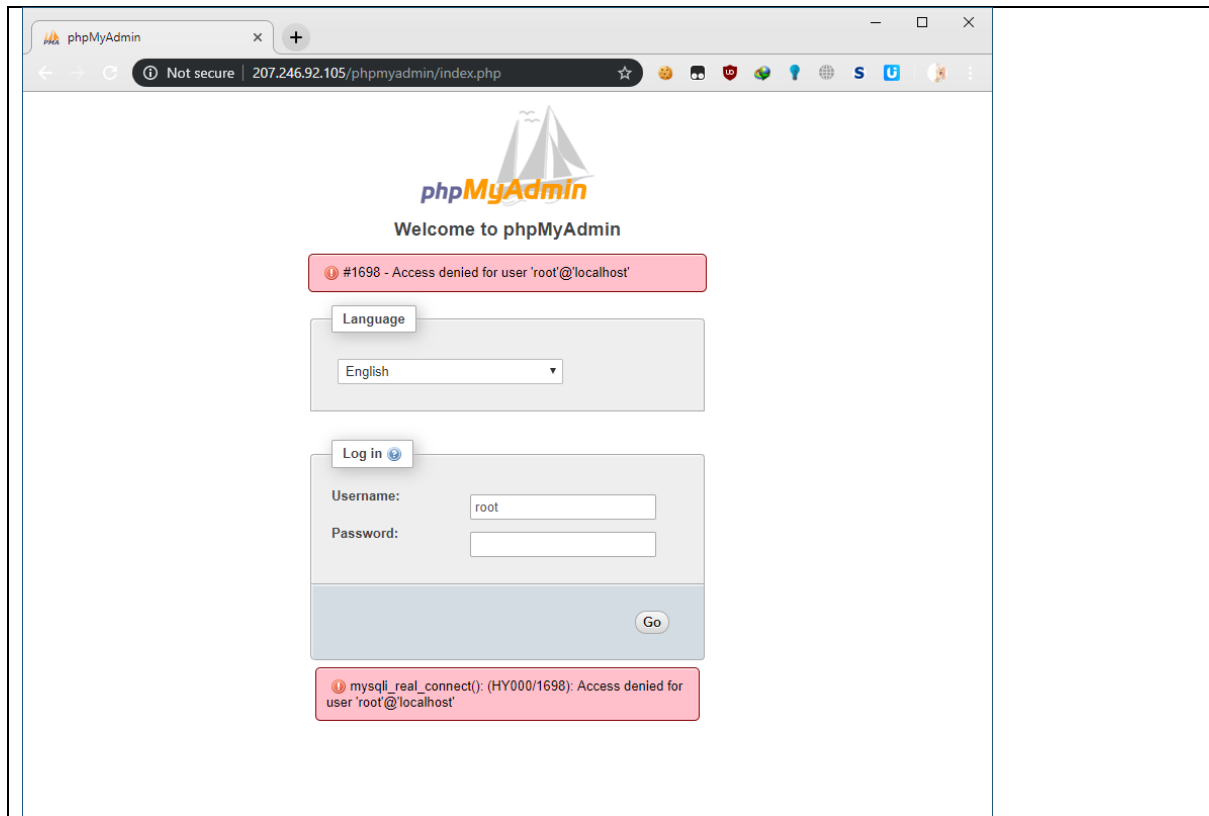 phpMyAdmin
Not secure | 207.246.92.105/phpmyadmin/index.php
phpMyAdmin
Welcome to phpMyAdmin
#1698 - Access denied for user 'root'@'localhost'
Language
English
Log in
Username:
root
Password:
Go
mysqli_real_connect(): (HY000/1698): Access denied for
user 'root'@'localhost'